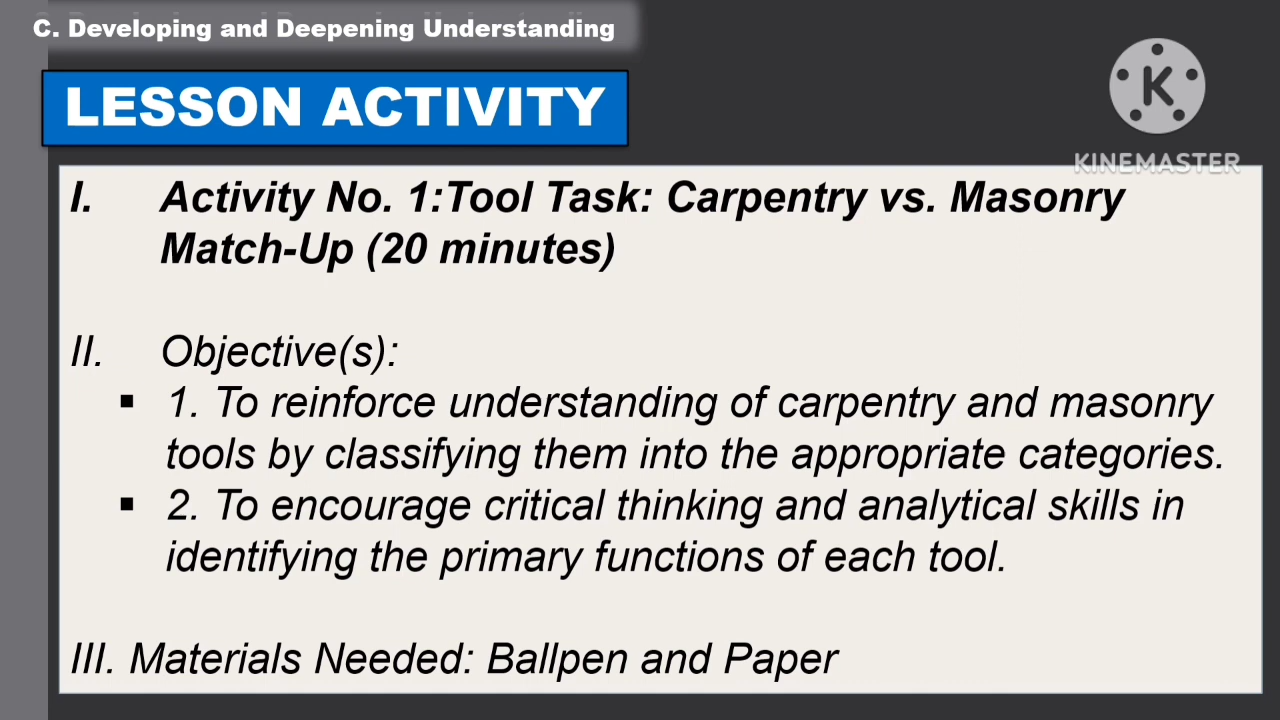 C. Developing and Deepening Understanding
LESSON ACTIVITY
K
KINEMASTER
I. Activity No. 1:Tool Task: Carpentry vs. Masonry
Match-Up (20 minutes)
II. Objective(s):
▪ 1. To reinforce understanding of carpentry and masonry
tools by classifying them into the appropriate categories.
▪ 2. To encourage critical thinking and analytical skills in
identifying the primary functions of each tool.
III. Materials Needed: Ballpen and Paper